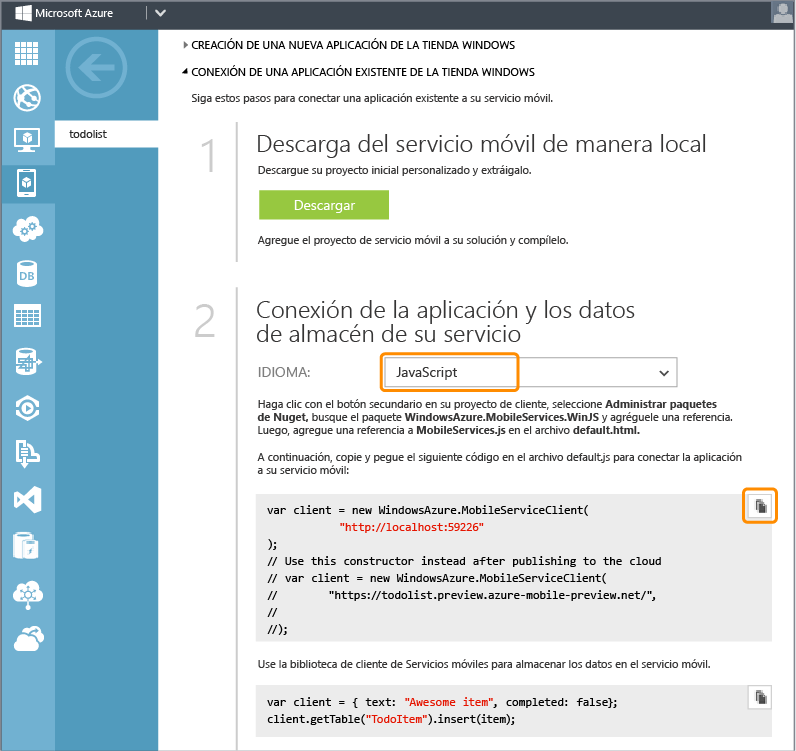 Microsoft Azure
CREACIÓN DE UNA NUEVA APLICACIÓN DE LA TIENDA WINDOWS
CONEXIÓN DE UNA APLICACIÓN EXISTENTE DE LA TIENDA WINDOWS
Siga estos pasos para conectar una aplicación existente a su servicio móvil.
todolist
1
Descarga del servicio móvil de manera local
Descargue su proyecto inicial personalizado y extráigalo.
Descargar
Agregue el proyecto de servicio móvil a su solución y compílelo.
2
Conexión de la aplicación y los datos
de almacén de su servicio
IDIOMA:
JavaScript
Haga clic con el botón secundario en su proyecto de cliente, seleccione Administrar paquetes
de Nuget, busque el paquete WindowsAzure.MobileServices.WinJS y agréguele una referencia.
Luego, agregue una referencia a MobileServices.js en el archivo default.html.
A continuación, copie y pegue el siguiente código en el archivo default.js para conectar la aplicación
a su servicio móvil:
var client = new WindowsAzure.MobileServiceClient(
"http://localhost:59226"
);
// Use this constructor instead after publishing to the cloud
// var client = new WindowsAzure.MobileServiceClient(
// "https://todolist.preview.azure-mobile-preview.net/",
//
//);
Use la biblioteca de cliente de Servicios móviles para almacenar los datos en el servicio móvil.
var client = { text: "Awesome item", completed: false};
client.getTable("TodoItem").insert(item);
DB